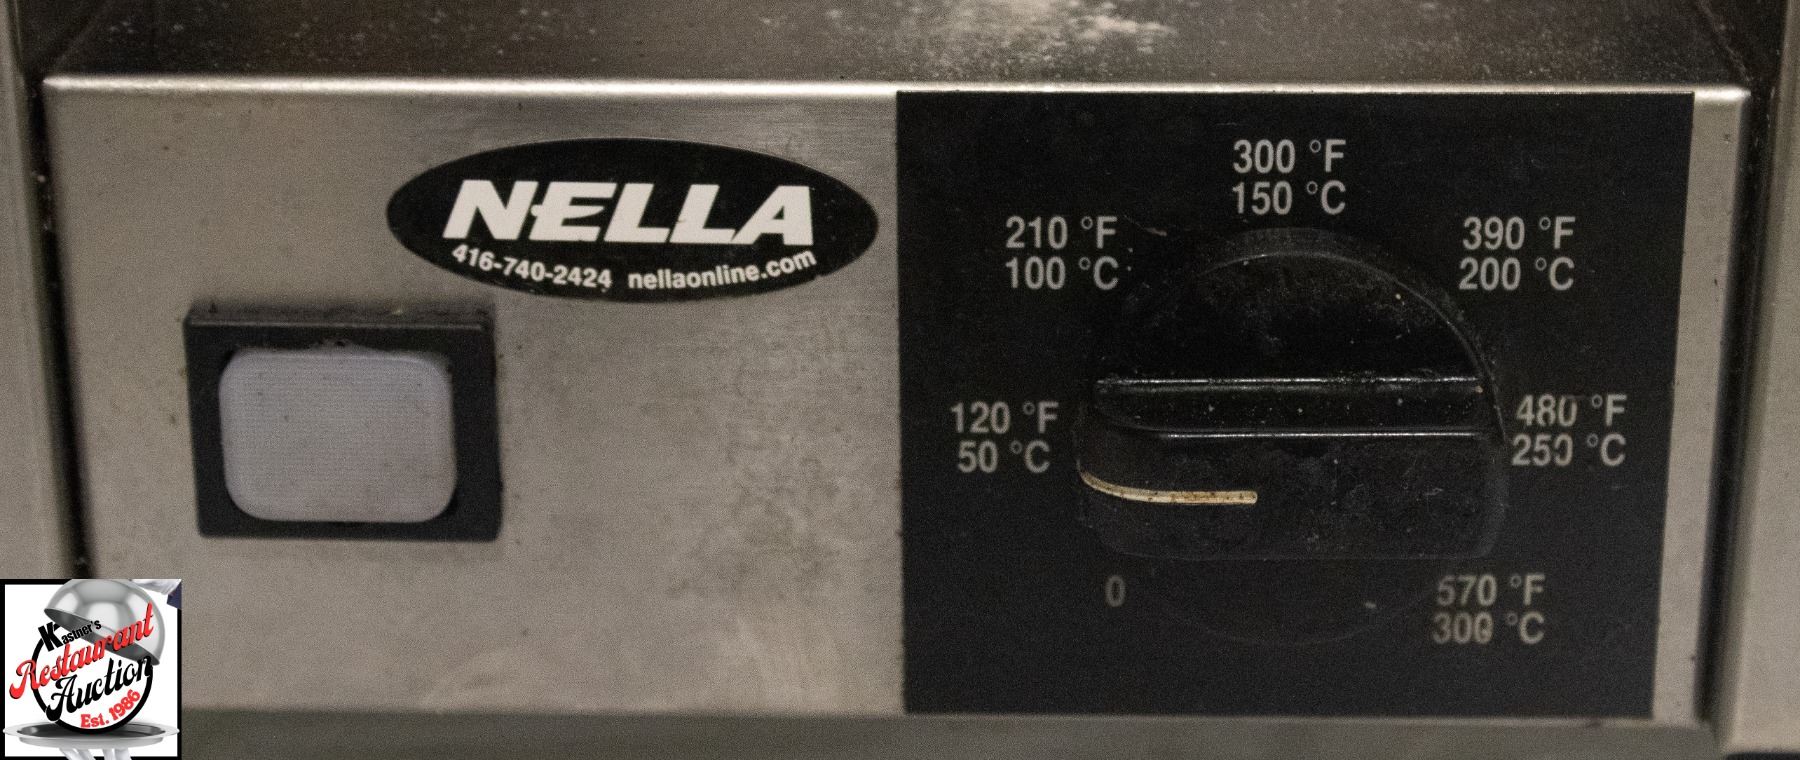 NELLA
416-740-2424 nellaonline.com
300 °F
150 °C
210 °F
100 °C
390 °F
200 °C
120 °F
50 °C
480 °F
250 °C
0
570 °F
300 °C
Kastner's
Restaurant
Auction
Est. 1986